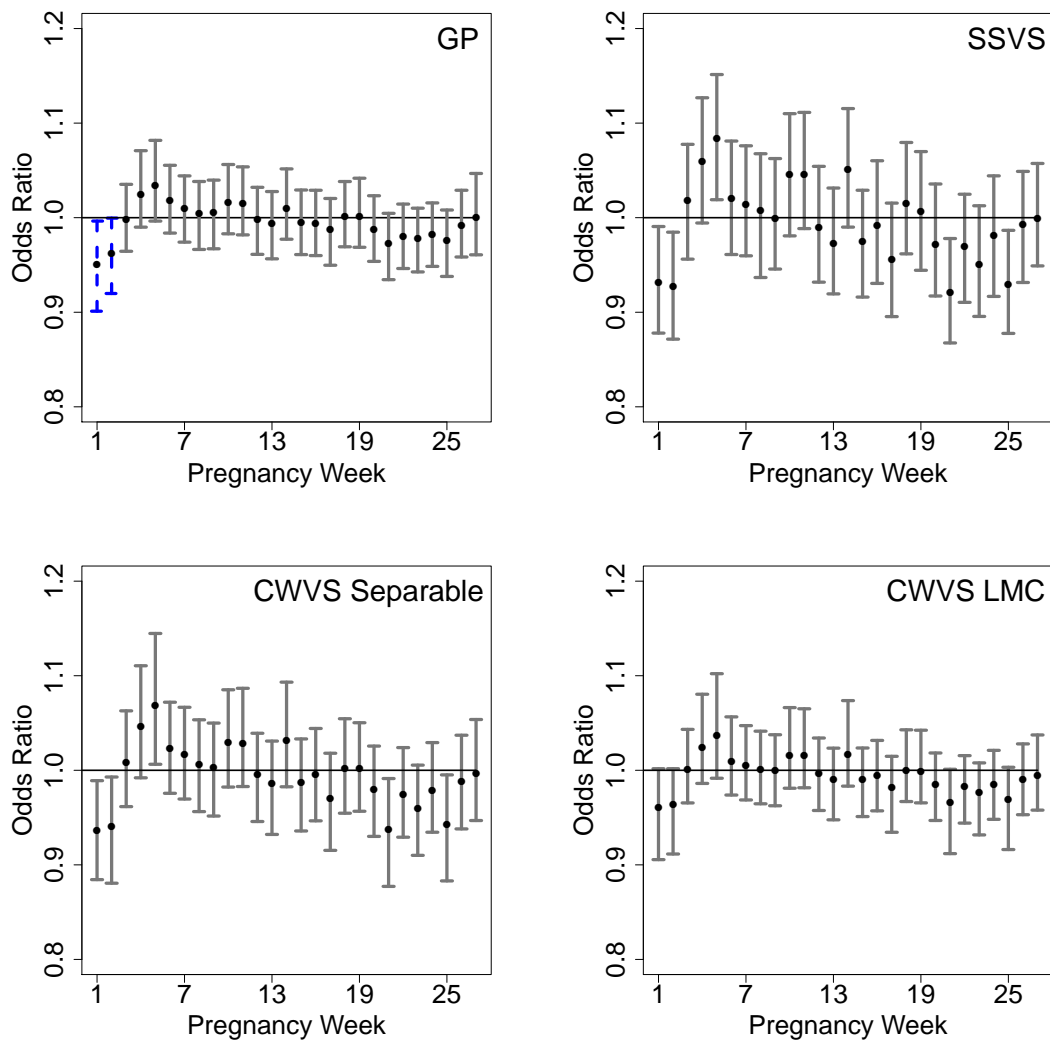 GP
Odds Ratio
1.2
1.1
1.0
0.9
0.8
1 7 13 19 25
Pregnancy Week
SSVS
Odds Ratio
1.2
1.1
1.0
0.9
0.8
1 7 13 19 25
Pregnancy Week
CWVS Separable
Odds Ratio
1.2
1.1
1.0
0.9
0.8
1 7 13 19 25
Pregnancy Week
CWVS LMC
Odds Ratio
1.2
1.1
1.0
0.9
0.8
1 7 13 19 25
Pregnancy Week